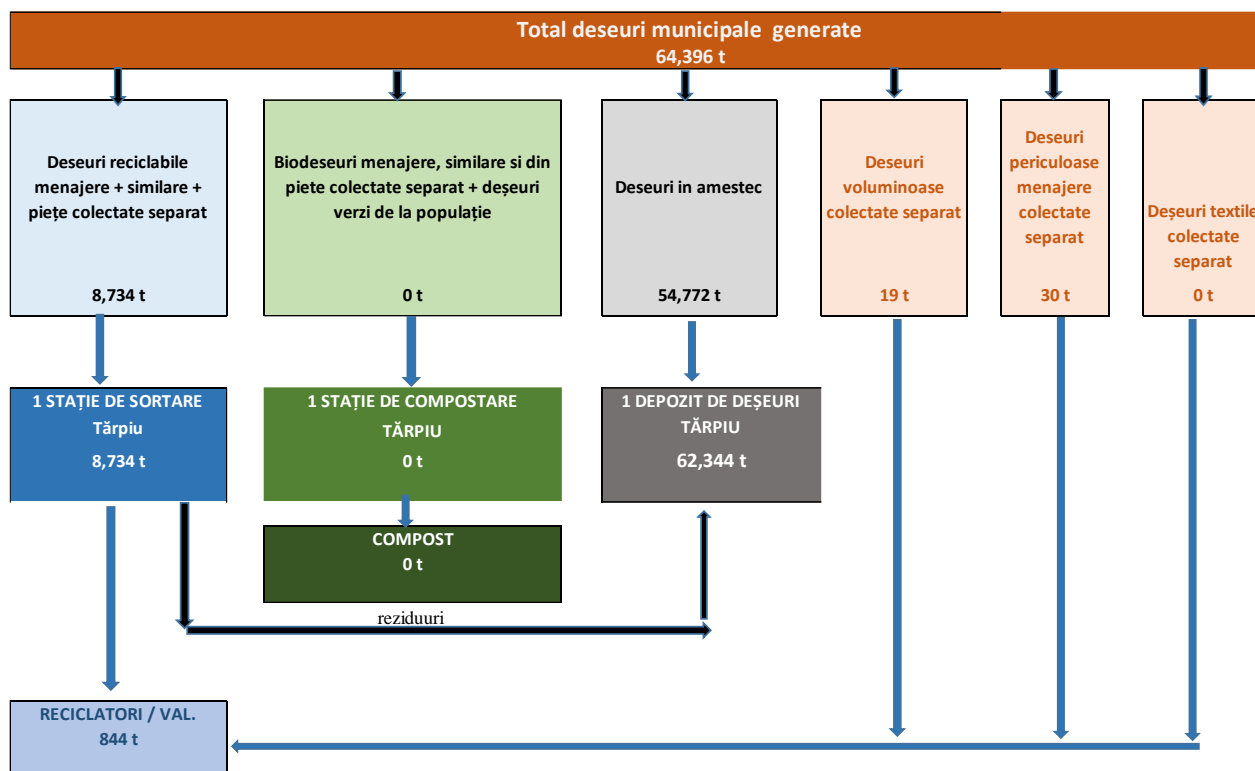 Total deseuri municipale generate
64,396 t
Deseuri reciclabile
menajere + similare +
piețe colectate separat
8,734 t
Biodeseuri menajere, similare si din
piete colectate separat + deșeuri
verzi de la populație
0 t
Deseuri in amestec
54,772 t
Deseuri
voluminoase
colectate separat
19 t
Deseuri
periculoase
menajere
colectate
separat
30 t
Deșeuri textile
colectate
separat
0 t
1 STAȚIE DE SORTARE
Tărpiu
8,734 t
1 STAȚIE DE COMPOSTARE
TĂRPIU
0 t
1 DEPOZIT DE DEȘEURI
TĂRPIU
62,344 t
COMPOST
0 t
reziduuri
RECICLATORI / VAL.
844 t